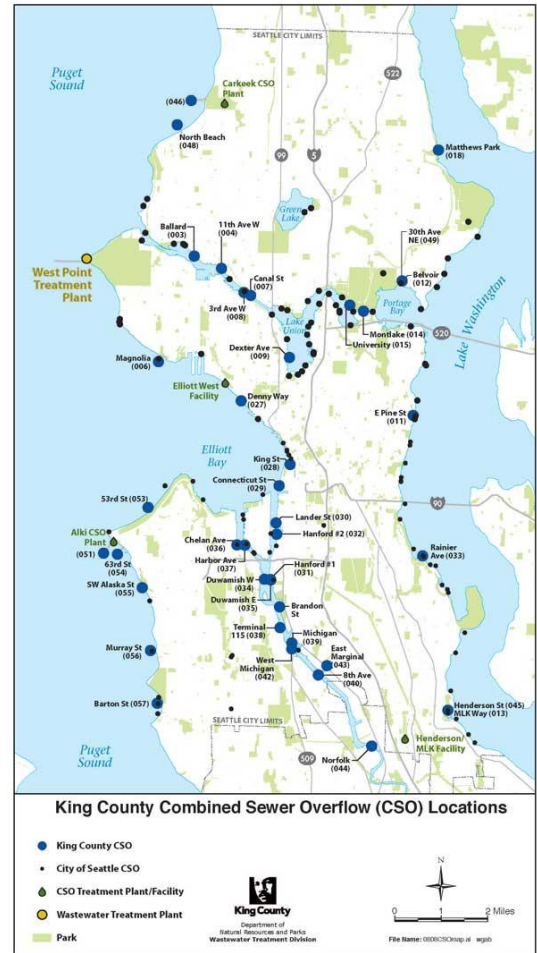 SEATTLE CITY LIMITS
Puget
Sound
Carkeek CSO
Plant
522
(046)
North Beach
(048)
99
5
Matthews Park
(018)
Green
Lake
Ballard
(003)
11th Ave W
(004)
30th Ave
NE (049)
Belvoir
(012)
West Point
Treatment
Plant
Canal St
(007)
3rd Ave W
(008)
Portage
Bay
Lake
Union
Montlake (014)
University (015)
520
Lake Washington
Dexter Ave
(009)
Magnolia
(006)
Elliott West
Facility
Denny Way
(027)
E Pine St
(011)
Elliott
Bay
King St
(028)
Connecticut St
(029)
90
53rd St (053)
Lander St (030)
Hanford #2 (032)
Alki CSO
Plant
Chelan Ave
(036)
Harbor Ave
(037)
(051)
63rd St
(054)
Rainier
Ave (033)
Hanford #1
(031)
Duwamish W
(034)
SW Alaska St
(055)
Duwamish E
(035)
Brandon
St
Terminal
115 (038)
Michigan
(039)
Murray St
(056)
West
Michigan
(042)
East
Marginal
(043)
8th Ave
(040)
Barton St (057)
Henderson St (045)
MLK Way (013)
SEATTLE CITY LIMITS
Henderson/
MLK Facility
Puget
Sound
509
Norfolk
(044)
King County Combined Sewer Overflow (CSO) Locations
King County CSO
City of Seattle CSO
CSO Treatment Plant/Facility
Wastewater Treatment Plant
Park
King County
Department of
Natural Resources and Parks
Wastewater Treatment Division
N
0 1 2 Miles
File Name: 0808CSOmap.ai wgab